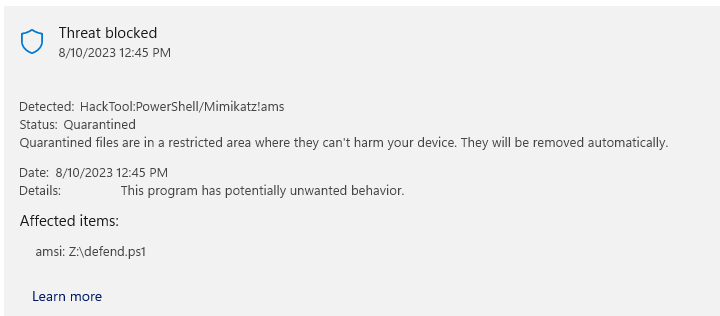 Threat blocked
8/10/2023 12:45 PM
Detected: HackTool:PowerShell/Mimikatz!ams
Status: Quarantined
Quarantined files are in a restricted area where they can't harm your device. They will be removed automatically.
Date: 8/10/2023 12:45 PM
Details: This program has potentially unwanted behavior.
Affected items:
amsi: Z:\defend.ps1
Learn more